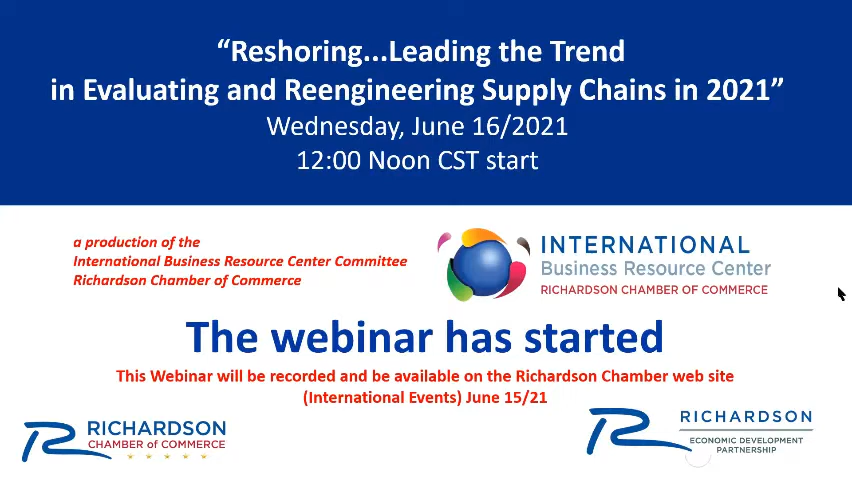 “Reshoring...Leading the Trend
in Evaluating and Reengineering Supply Chains in 2021”
Wednesday, June 16/2021
12:00 Noon CST start
a production of the
International Business Resource Center Committee
Richardson Chamber of Commerce
INTERNATIONAL
Business Resource Center
RICHARDSON CHAMBER OF COMMERCE
The webinar has started
This Webinar will be recorded and be available on the Richardson Chamber web site
(International Events) June 15/21
RICHARDSON
CHAMBER of COMMERCE
RICHARDSON
ECONOMIC DEVELOPMENT
PARTNERSHIP